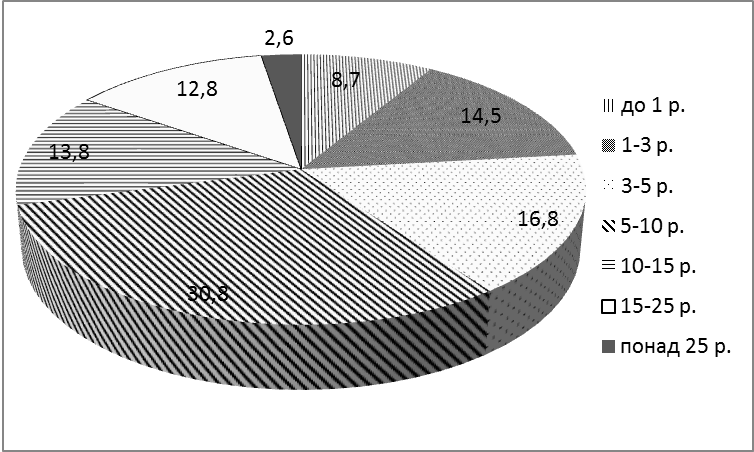 2,6
8,7
12,8
14,5
13,8
16,8
30,8
до 1 р.
1-3 р.
3-5 р.
5-10 р.
10-15 р.
15-25 р.
понад 25 р.